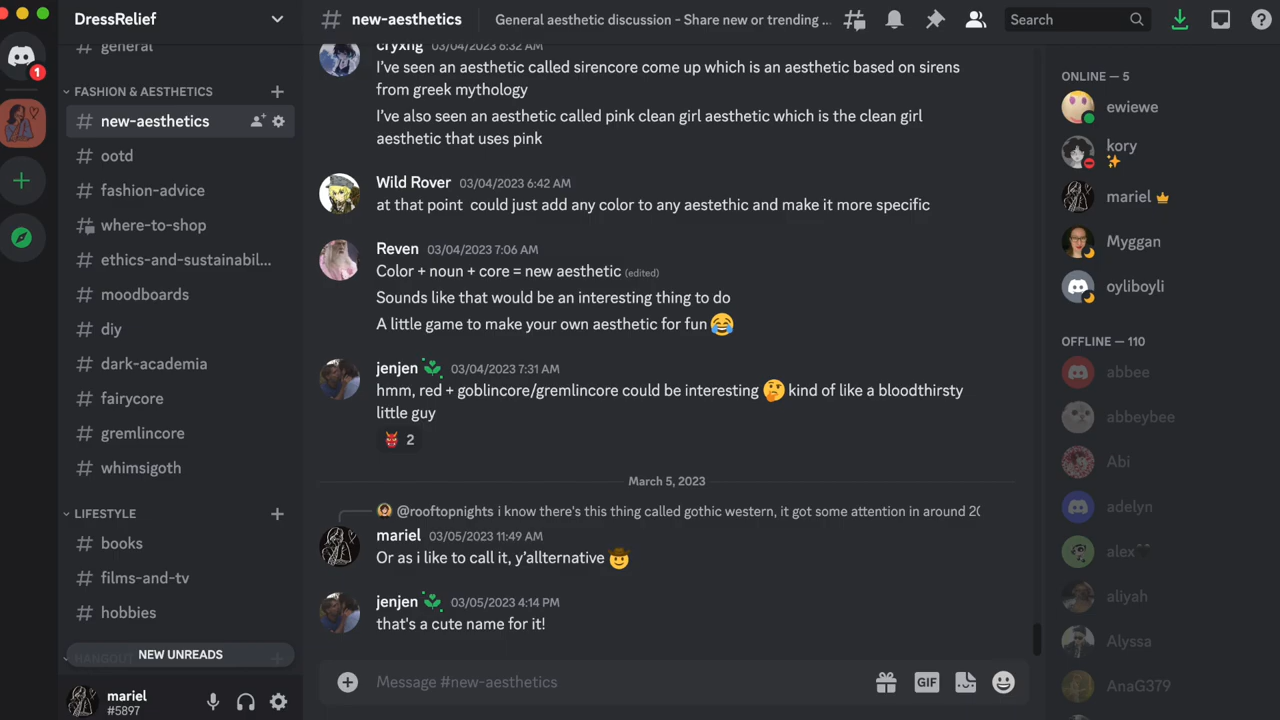 DressRelief
new-aesthetics
General aesthetic discussion - Share new or trending ...
Search
1
general
FASHION & AESTHETICS
new-aesthetics
ootd
fashion-advice
where-to-shop
ethics-and-sustainabil...
moodboards
diy
dark-academia
fairycore
gremlincore
whimsigoth
LIFESTYLE
books
films-and-tv
hobbies
HANGOUT
NEW UNREADS
mariel
#5897
cryxng 03/04/2023 6:32 AM
I've seen an aesthetic called sirencore come up which is an aesthetic based on sirens
from greek mythology
I've also seen an aesthetic called pink clean girl aesthetic which is the clean girl
aesthetic that uses pink
Wild Rover 03/04/2023 6:42 AM
at that point could just add any color to any aestethic and make it more specific
Reven 03/04/2023 7:06 AM
Color + noun + core = new aesthetic (edited)
Sounds like that would be an interesting thing to do
A little game to make your own aesthetic for fun 😂
jenjen 03/04/2023 7:31 AM
hmm, red + goblincore/gremlincore could be interesting 🤔 kind of like a bloodthirsty
little guy
👹 2
March 5, 2023
@rooftopnights i know there's this thing called gothic western, it got some attention in around 20
mariel 03/05/2023 11:49 AM
Or as i like to call it, y'allternative 🤠
jenjen 03/05/2023 4:14 PM
that's a cute name for it!
Message #new-aesthetics
GIF
ONLINE — 5
ewiewe
kory
✨
mariel
Myggan
oyliboyli
OFFLINE — 110
abbee
abbeybee
Abi
adelyn
alex🖤
aliyah
Alyssa
AnaG379